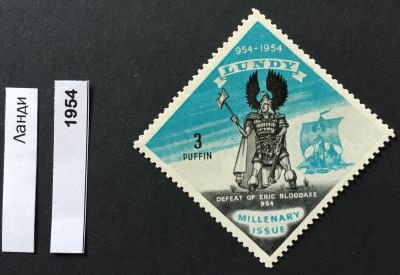 Ланди
1954
954-1954
LUNDY
3
PUFFIN
DEFEAT OF ERIC BLOODAXE
954
MILLENARY
ISSUE